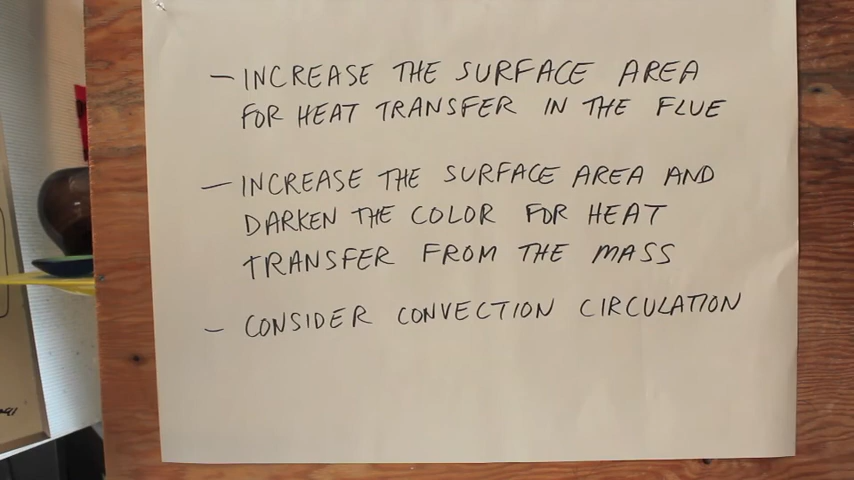 - INCREASE THE SURFACE AREA
FOR HEAT TRANSFER IN THE FLUE
- INCREASE THE SURFACE AREA AND
DARKEN THE COLOR FOR HEAT
TRANSFER FROM THE MASS
- CONSIDER CONVECTION CIRCULATION